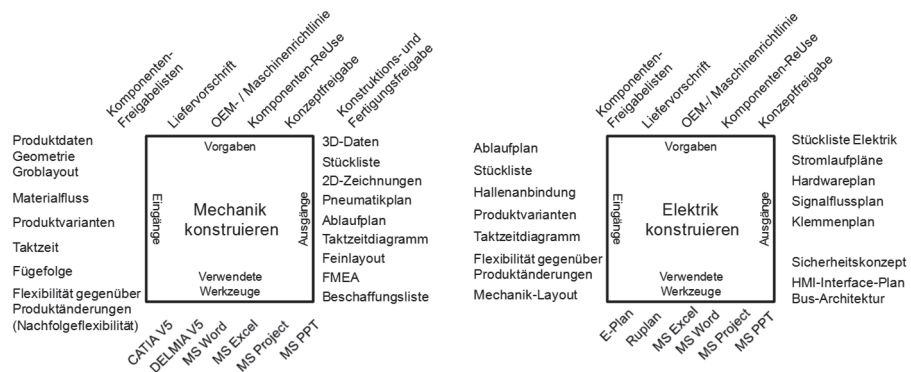 Komponenten-
Freigabelisten
Liefervorschrift
OEM- / Maschinenrichtlinie
Komponenten-ReUse
Konzeptfreigabe
Konstruktions- und
Fertigungsfreigabe
Produktdaten
Geometrie
Groblayout
Materialfluss
Produktvarianten
Taktzeit
Fügefolge
Flexibilität gegenüber
Produktänderungen
(Nachfolgeflexibilität)
Vorgaben
Eingänge
Mechanik
konstruieren
Ausgänge
Verwendete
Werkzeuge
3D-Daten
Stückliste
2D-Zeichnungen
Pneumatikplan
Ablaufplan
Taktzeitdiagramm
Feinlayout
FMEA
Beschaffungsliste
CATIA V5
DELMIA V5
MS Word
MS Excel
MS Project
MS PPT
Komponenten-
Freigabelisten
Liefervorschrift
OEM- / Maschinenrichtlinie
Komponenten-ReUse
Konzeptfreigabe
Ablaufplan
Stückliste
Hallenanbindung
Produktvarianten
Taktzeitdiagramm
Flexibilität gegenüber
Produktänderungen
Mechanik-Layout
Vorgaben
Eingänge
Elektrik
konstruieren
Ausgänge
Verwendete
Werkzeuge
Stückliste Elektrik
Stromlaufpläne
Hardwareplan
Signalflussplan
Klemmenplan
Sicherheitskonzept
HMI-Interface-Plan
Bus-Architektur
E-Plan
Ruplan
MS Excel
MS Word
MS Project
MS PPT